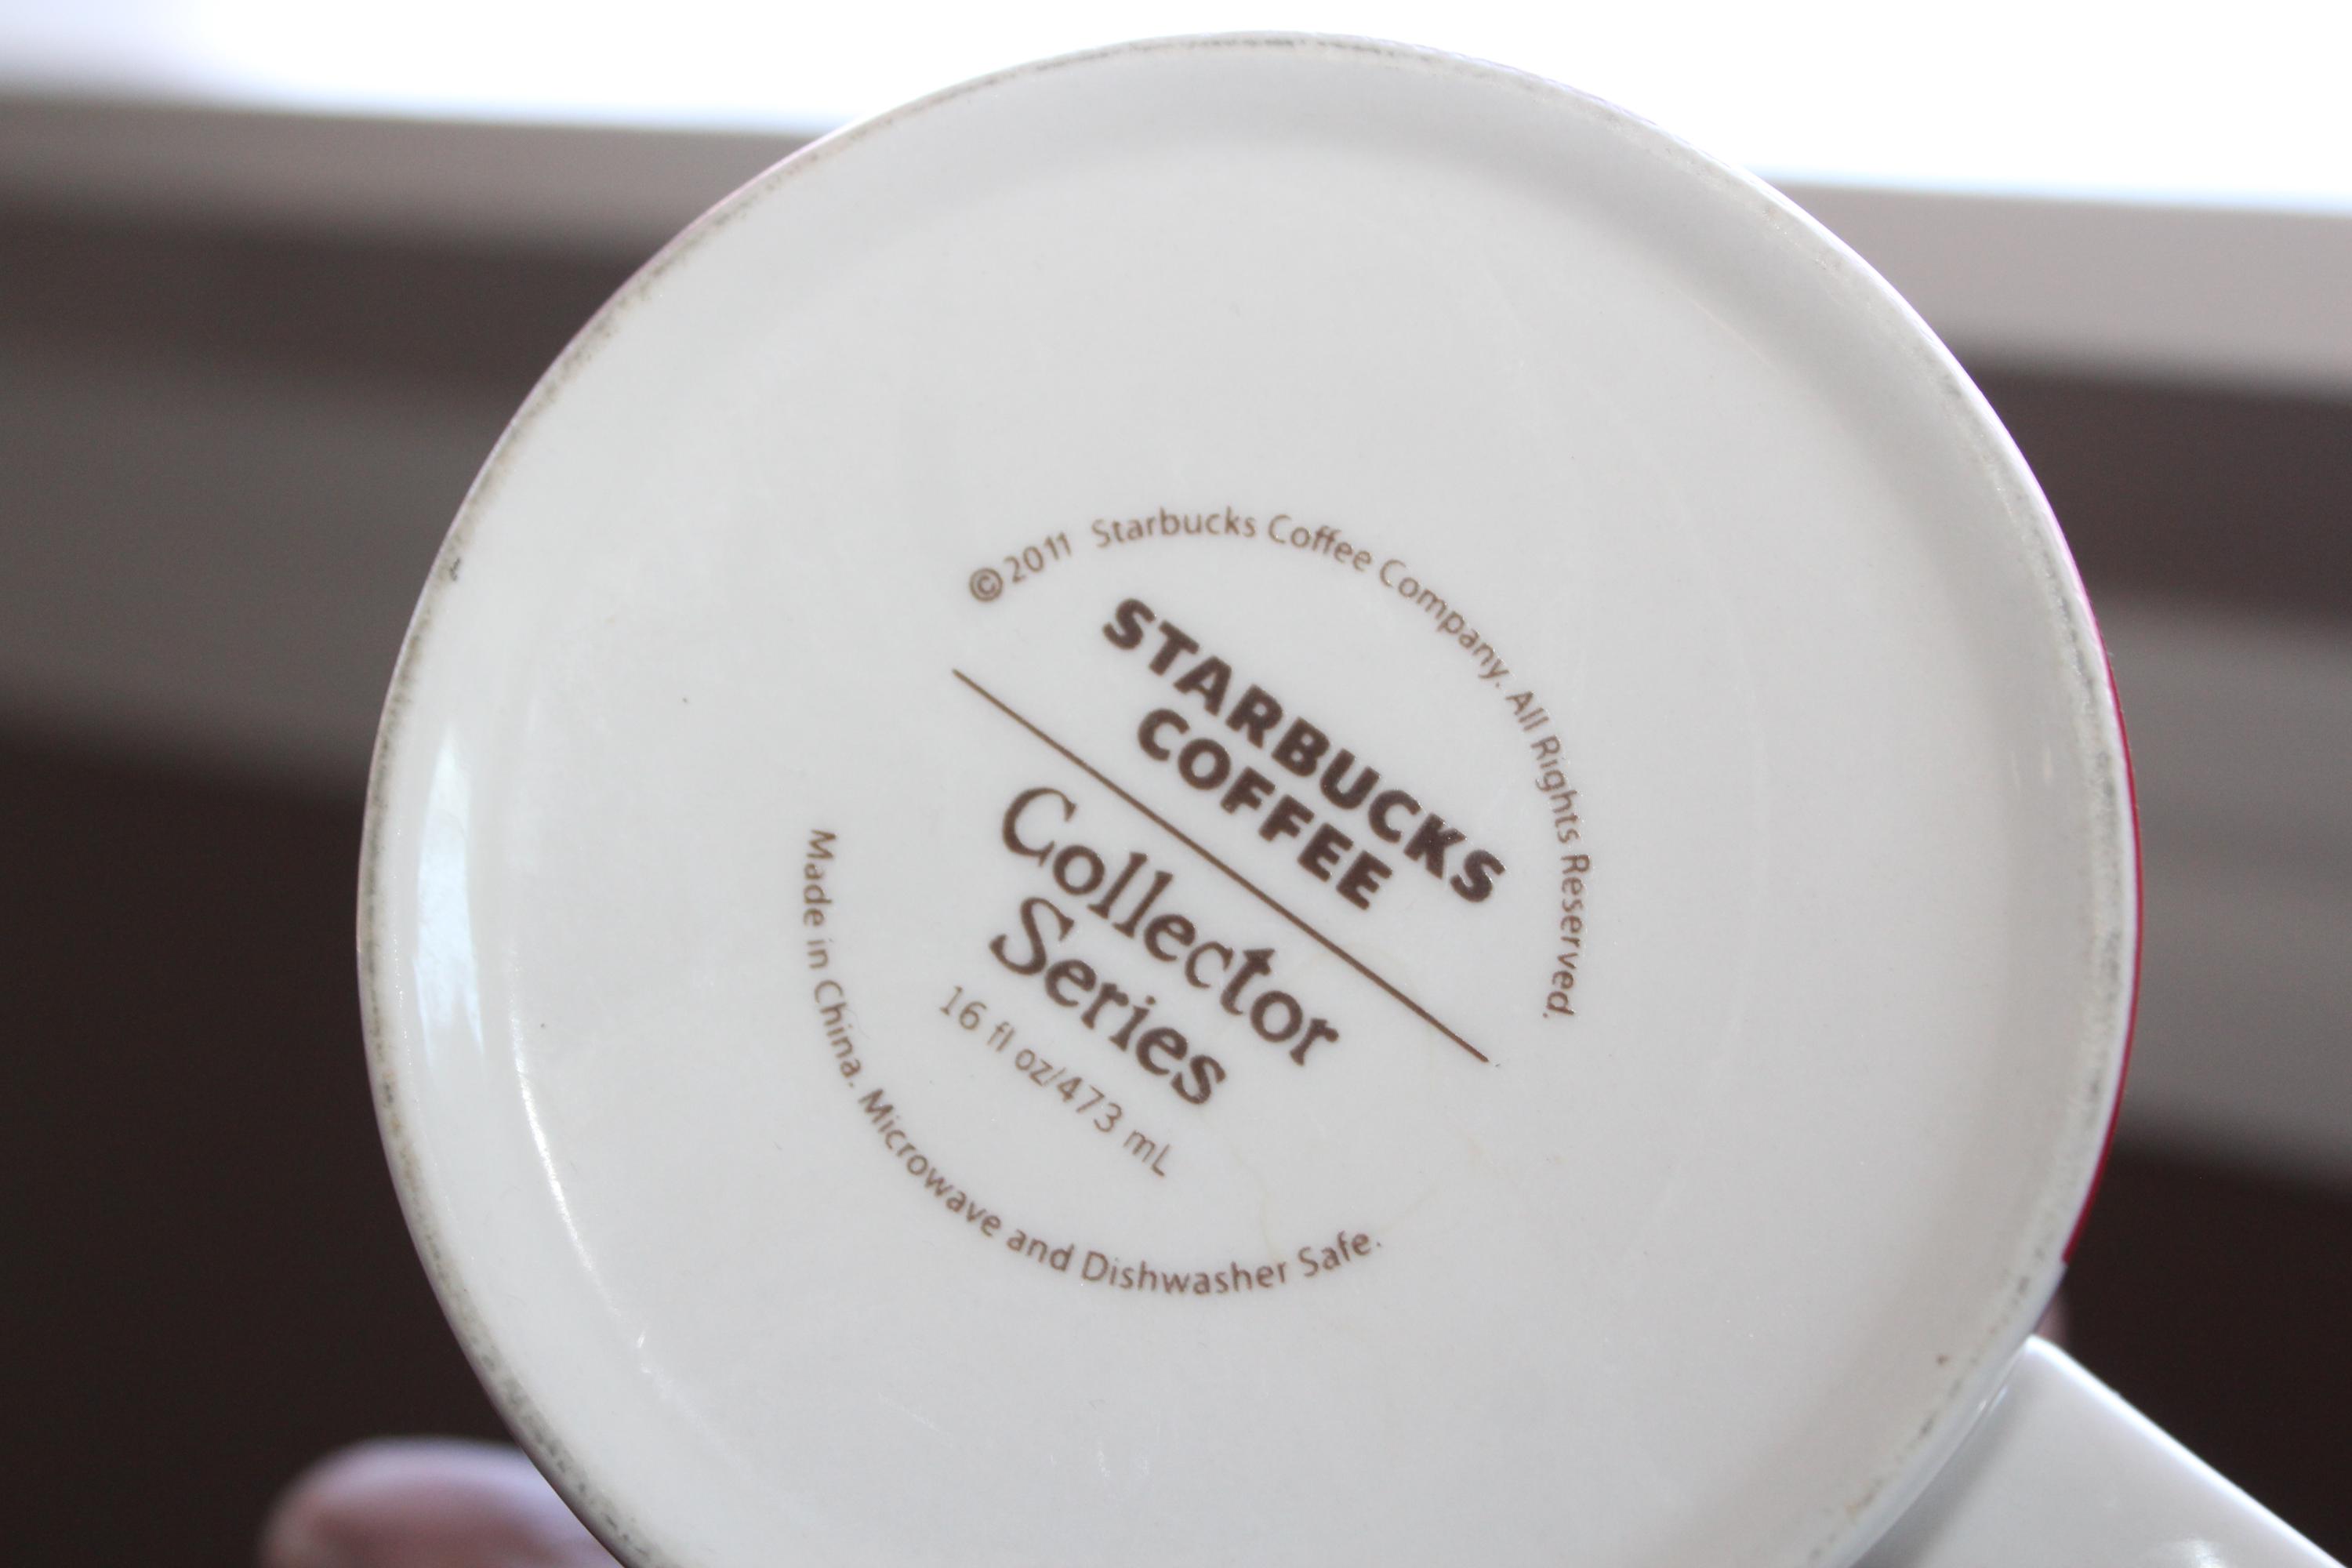 ©2011 Starbucks Coffee Company. All Rights Reserved.
STARBUCKS
COFFEE
Collector
Series
16 fl oz/473 mL
Made in China. Microwave and Dishwasher Safe.